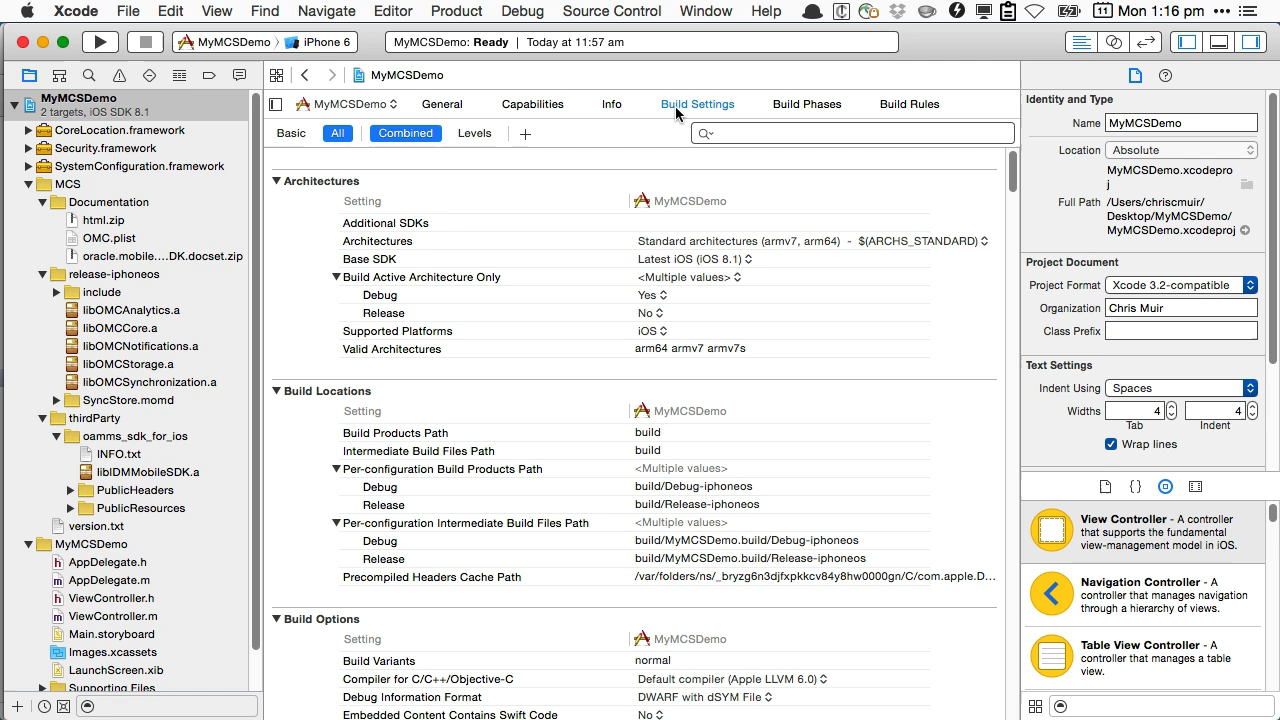 Xcode File Edit View Find Navigate Editor Product Debug Source Control Window Help Mon 1:16 pm
MyMCSDemo iPhone 6 MyMCSDemo: Ready | Today at 11:57 am
MyMCSDemo
2 targets, iOS SDK 8.1
CoreLocation.framework
Security.framework
SystemConfiguration.framework
MCS
Documentation
html.zip
OMC.plist
oracle.mobile....DK.docset.zip
release-iphoneos
include
libOMCAnalytics.a
libOMCCore.a
libOMCNotifications.a
libOMCStorage.a
libOMCSynchronization.a
SyncStore.momd
thirdParty
oamms_sdk_for_ios
INFO.txt
libIDMMobileSDK.a
PublicHeaders
PublicResources
version.txt
MyMCSDemo
AppDelegate.h
AppDelegate.m
ViewController.h
ViewController.m
Main.storyboard
Images.xcassets
LaunchScreen.xib
Supporting Files
MyMCSDemo
MyMCSDemo General Capabilities Info Build Settings Build Phases Build Rules
Basic All Combined Levels
Architectures
Setting MyMCSDemo
Additional SDKs
Architectures Standard architectures (armv7, arm64) - $(ARCHS_STANDARD)
Base SDK Latest iOS (iOS 8.1)
Build Active Architecture Only <Multiple values>
Debug Yes
Release No
Supported Platforms iOS
Valid Architectures arm64 armv7 armv7s
Build Locations
Setting MyMCSDemo
Build Products Path build
Intermediate Build Files Path build
Per-configuration Build Products Path <Multiple values>
Debug build/Debug-iphoneos
Release build/Release-iphoneos
Per-configuration Intermediate Build Files Path <Multiple values>
Debug build/MyMCSDemo.build/Debug-iphoneos
Release build/MyMCSDemo.build/Release-iphoneos
Precompiled Headers Cache Path /var/folders/ns/_bryzg6n3djfxpkkcv84y8hw0000gn/C/com.apple.D...
Build Options
Setting MyMCSDemo
Build Variants normal
Compiler for C/C++/Objective-C Default compiler (Apple LLVM 6.0)
Debug Information Format DWARF with dSYM File
Embedded Content Contains Swift Code No
Identity and Type
Name MyMCSDemo
Location Absolute
MyMCSDemo.xcodepro
j
Full Path /Users/chriscmuir/
Desktop/MyMCSDemo/
MyMCSDemo.xcodeproj
Project Document
Project Format Xcode 3.2-compatible
Organization Chris Muir
Class Prefix
Text Settings
Indent Using Spaces
Widths 4 4
Tab Indent
Wrap lines
View Controller - A controller
that supports the fundamental
view-management model in iOS.
Navigation Controller - A
controller that manages navigation
through a hierarchy of views.
Table View Controller - A
controller that manages a table
view.